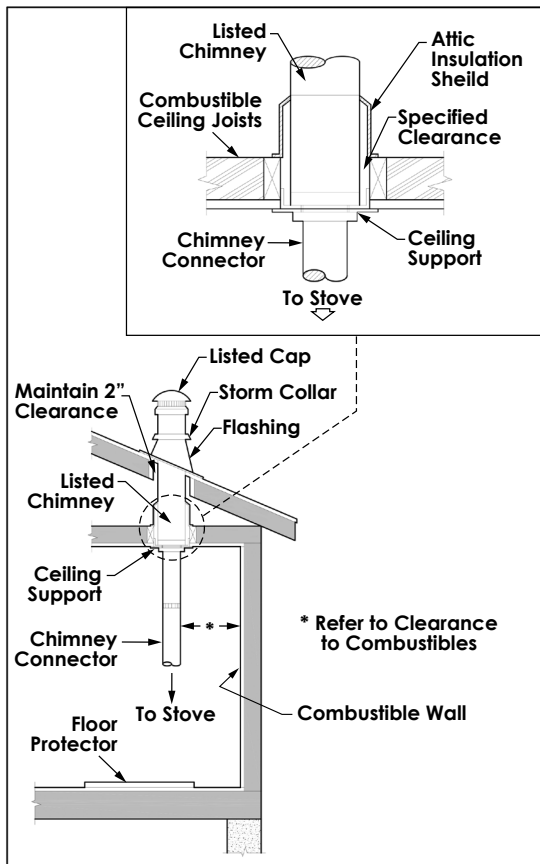 Listed
Chimney
Attic
Insulation
Sheild
Combustible
Ceiling Joists
Specified
Clearance
Chimney
Connector
Ceiling
Support
To Stove
Listed Cap
Maintain 2”
Clearance
Storm Collar
Flashing
Listed
Chimney
Ceiling
Support
*
* Refer to Clearance
to Combustibles
Chimney
Connector
To Stove
Combustible Wall
Floor
Protector